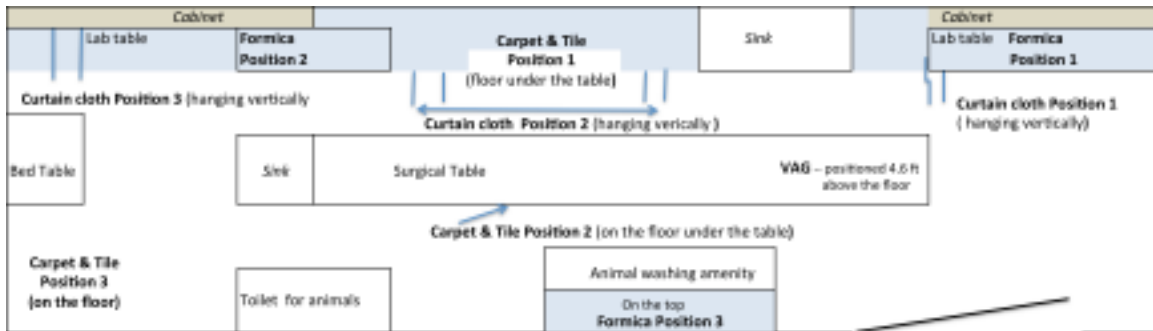 Cabinet
Cabinet
Lab table
Formica
Position 2
Carpet & Tile
Position 1
(floor under the table)
Sink
Lab table
Formica
Position 1
Curtain cloth Position 3 (hanging vertically
Curtain cloth Position 2 (hanging verically )
Curtain cloth Position 1
( hanging vertically)
Bed Table
Sink
Surgical Table
VAG – positioned 4.6 ft
above the floor
Carpet & Tile Position 2 (on the floor under the table)
Carpet & Tile
Position 3
(on the floor)
Toilet for animals
Animal washing amenity
On the top
Formica Position 3